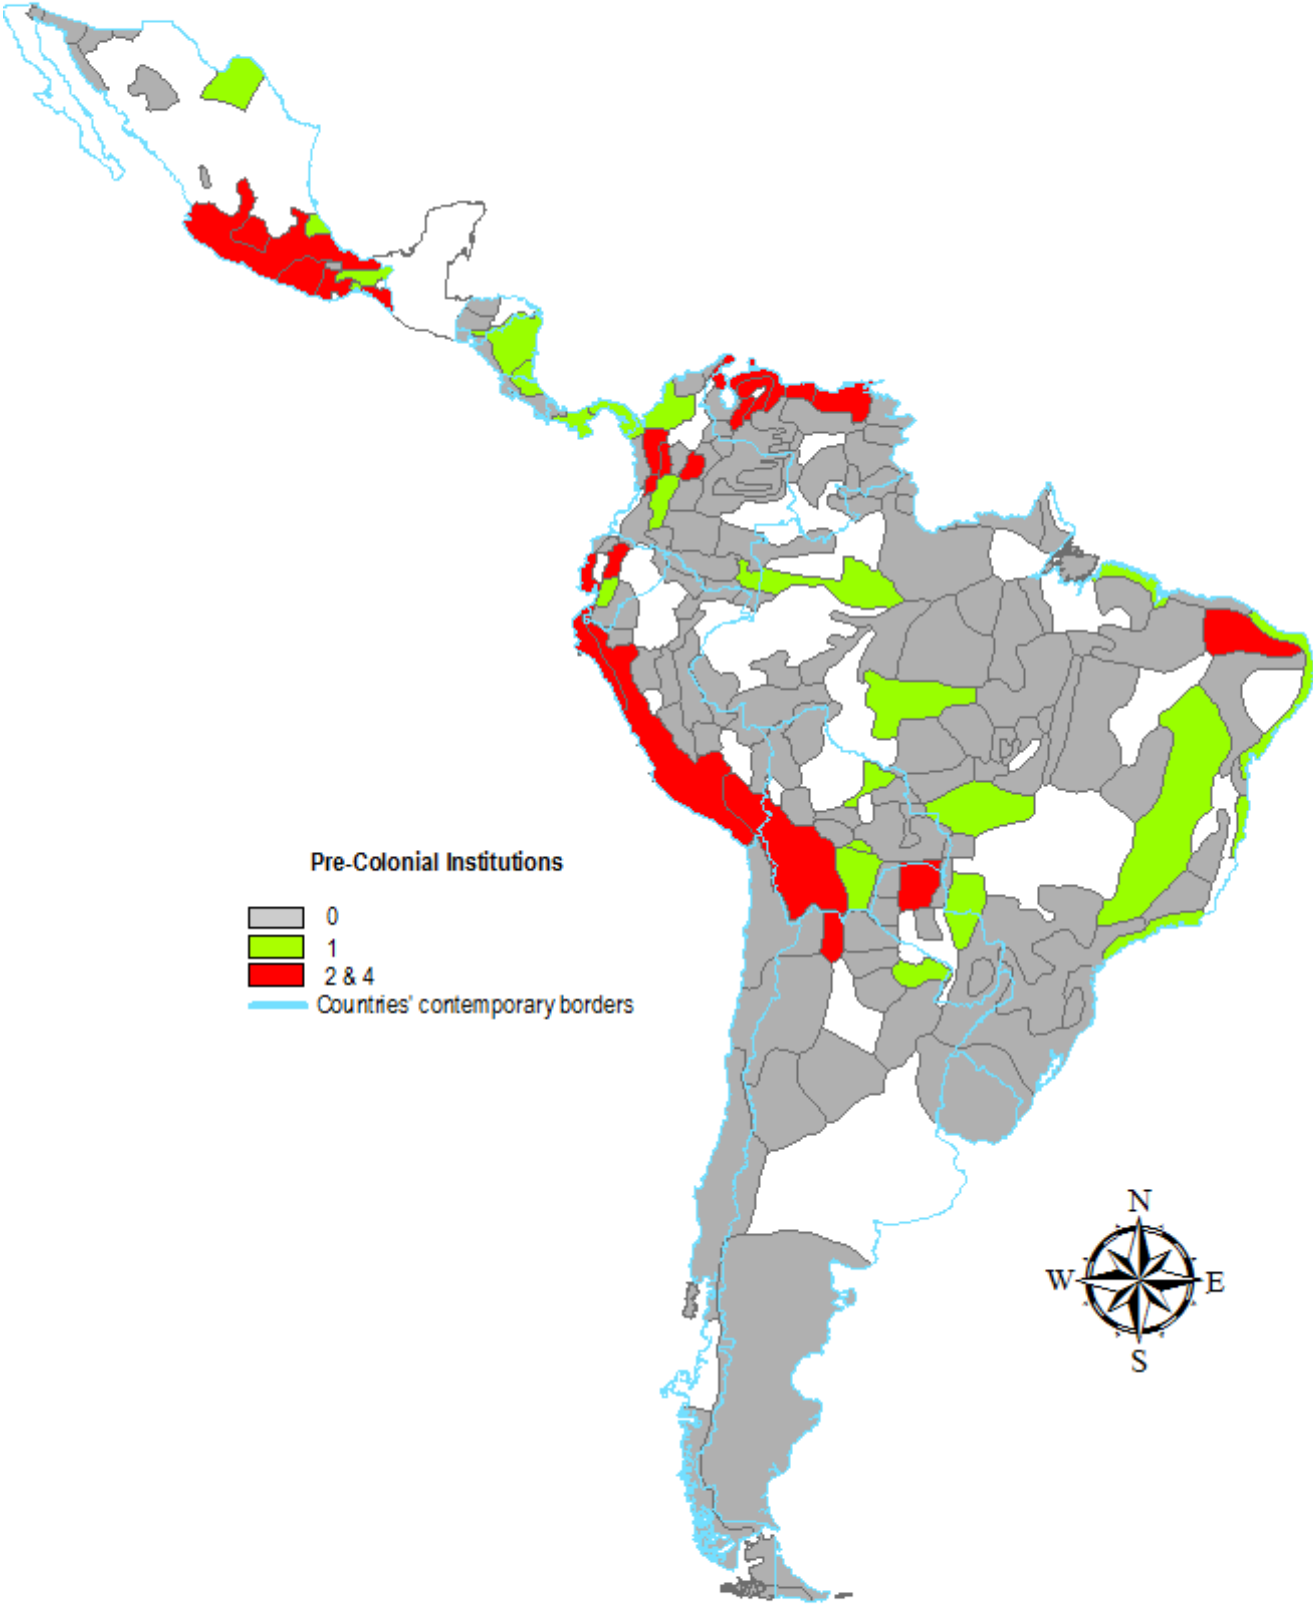 Pre-Colonial Institutions
0
1
2 & 4
Countries' contemporary borders
N
W E
S